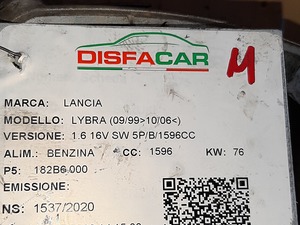 DISFACAR
M
MARCA: LANCIA
MODELLO: LYBRA (09/99>10/06<)
VERSIONE: 1.6 16V SW 5P/B/1596CC
ALIM.: BENZINA CC: 1596 KW: 76
P5: 182B6.000
EMISSIONE:
NS: 1537/2020